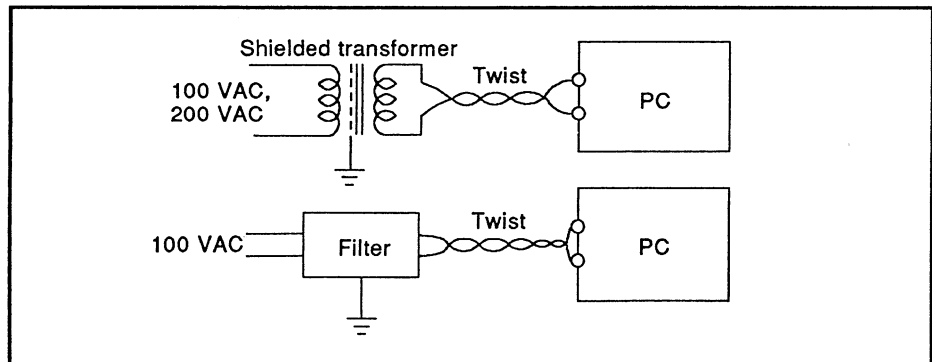 Shielded transformer
100 VAC,
200 VAC
Twist
PC
100 VAC
Filter
Twist
PC